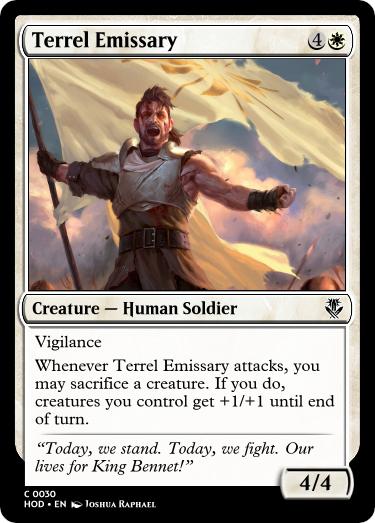 Terrel Emissary 4
Creature — Human Soldier
Vigilance
Whenever Terrel Emissary attacks, you
may sacrifice a creature. If you do,
creatures you control get +1/+1 until end
of turn.
“Today, we stand. Today, we fight. Our
lives for King Bennet!”
4/4
C 0030
HOD • EN Joshua Raphael